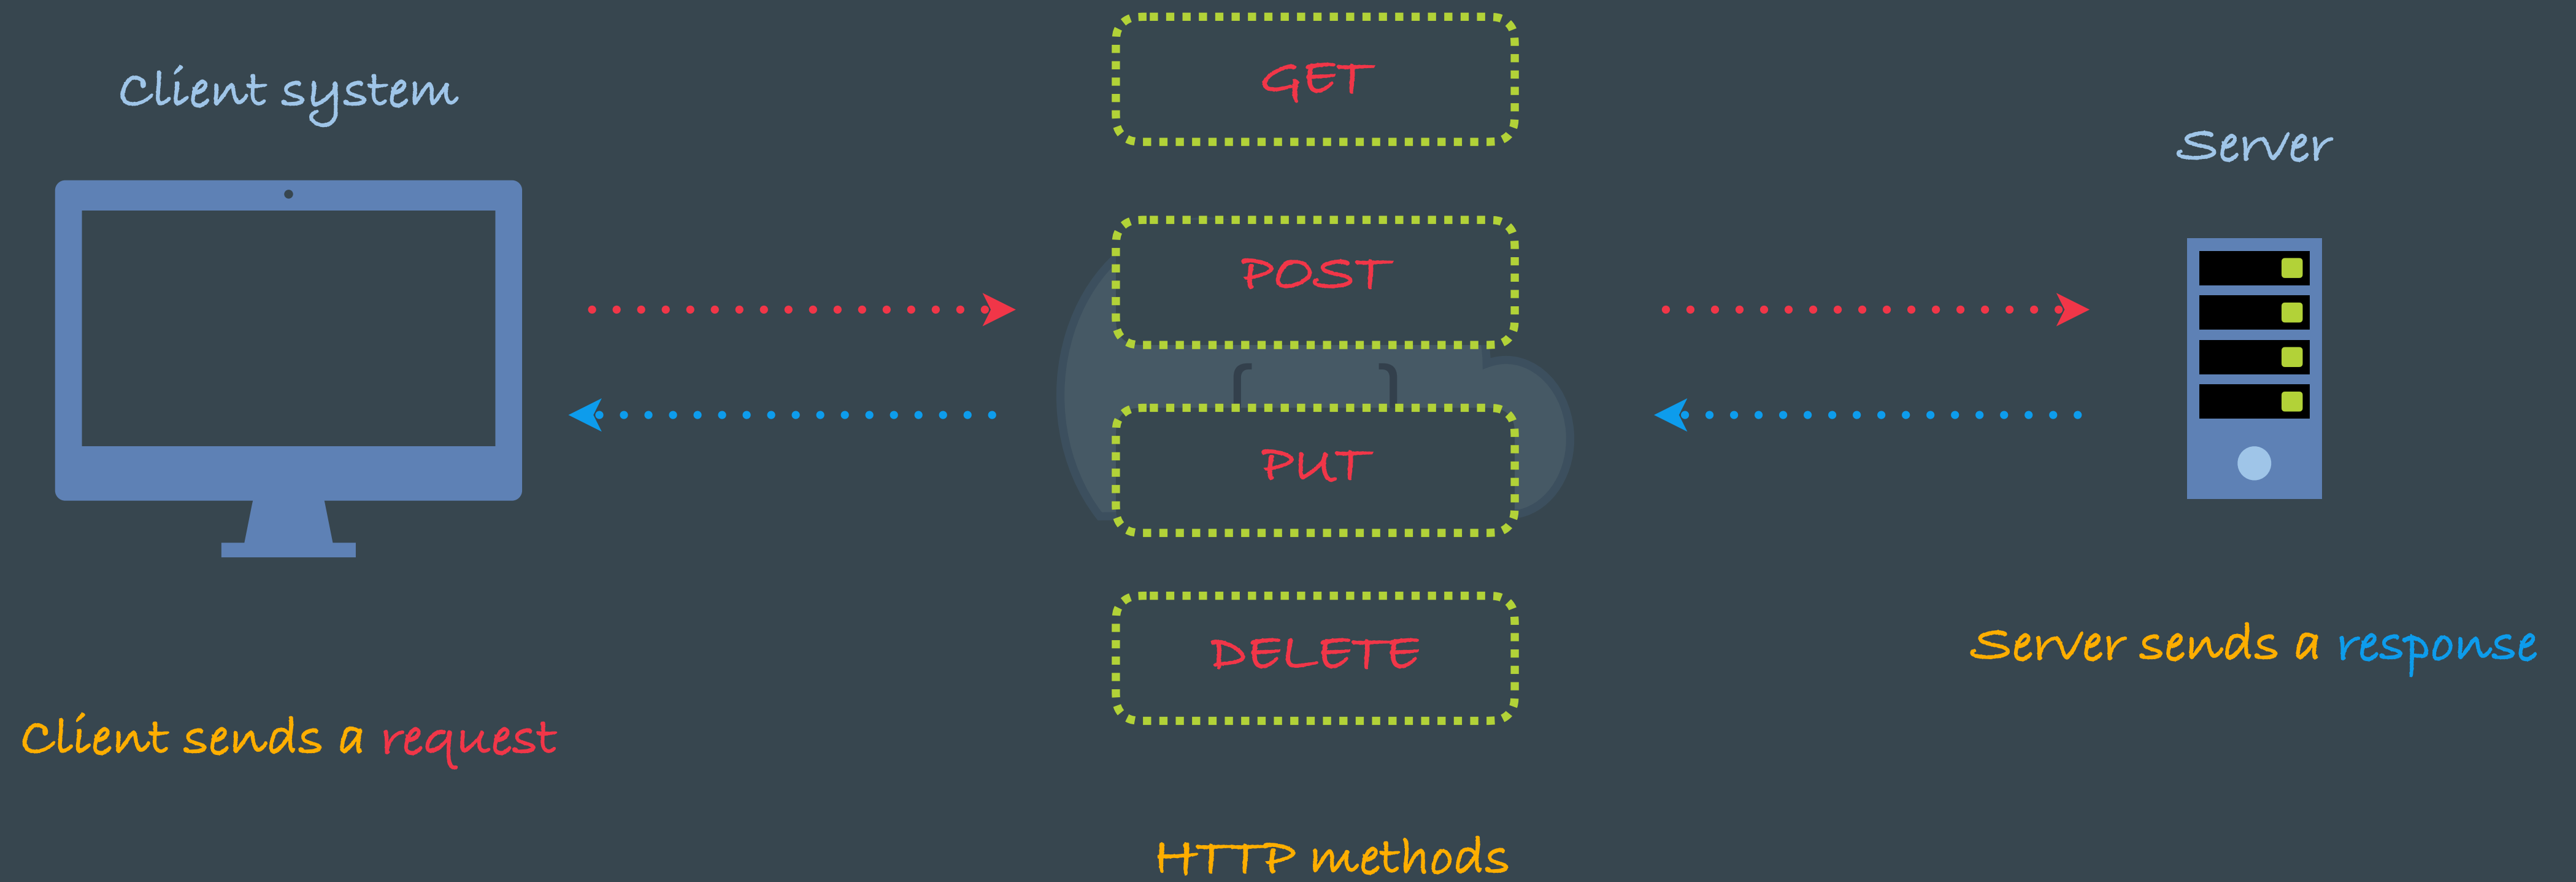 Client system
GET
Server
POST
PUT
DELETE
Server sends a response
Client sends a request
HTTP methods